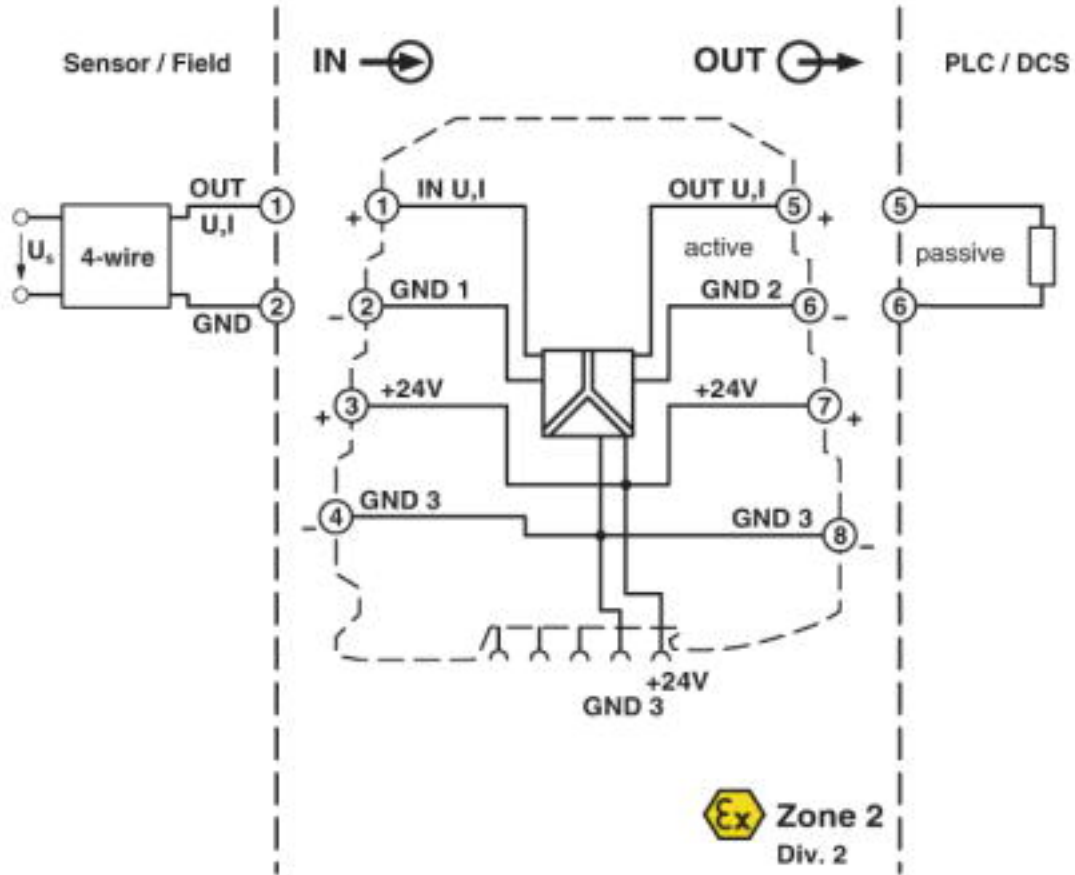 Sensor / Field
IN
OUT
PLC / DCS
OUT
U,I
1
Us
4-wire
GND
2
+ 1 IN U,I
OUT U,I 5 +
active
- 2 GND 1
GND 2 6 -
5
passive
6
+ 3 +24V
+24V 7 +
- 4 GND 3
GND 3 8 -
+24V
GND 3
Ex Zone 2
Div. 2